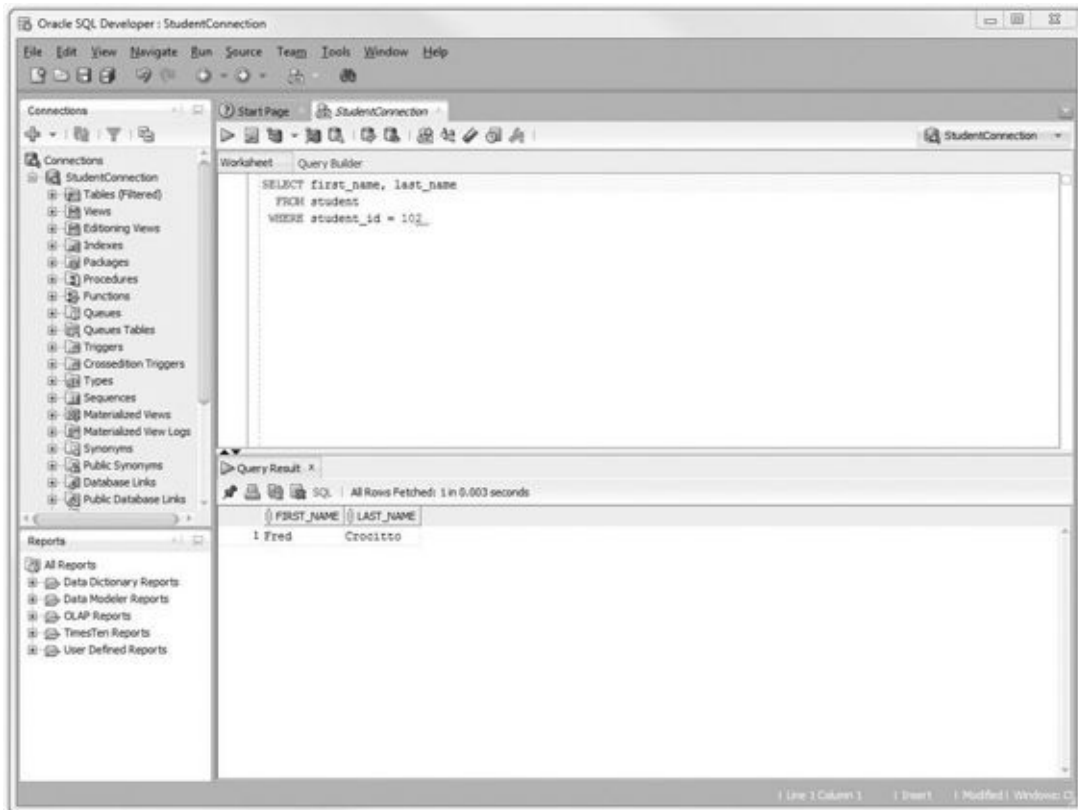 Oracle SQL Developer : StudentConnection
File Edit View Navigate Run Source Team Tools Window Help
Connections
Connections
StudentConnection
Tables (Filtered)
Views
Editioning Views
Indexes
Packages
Procedures
Functions
Queues
Queues Tables
Triggers
Crossedition Triggers
Types
Sequences
Materialized Views
Materialized View Logs
Synonyms
Public Synonyms
Database Links
Public Database Links
Reports
All Reports
Data Dictionary Reports
Data Modeler Reports
OLAP Reports
TimesTen Reports
User Defined Reports
Start Page StudentConnection
StudentConnection
Worksheet Query Builder
SELECT first_name, last_name
FROM student
WHERE student_id = 102_
Query Result x
SQL | All Rows Fetched: 1 in 0.003 seconds
FIRST_NAME LAST_NAME
1 Fred Crocitto
Line 1 Column 1 | Insert | Modified | Windows: C